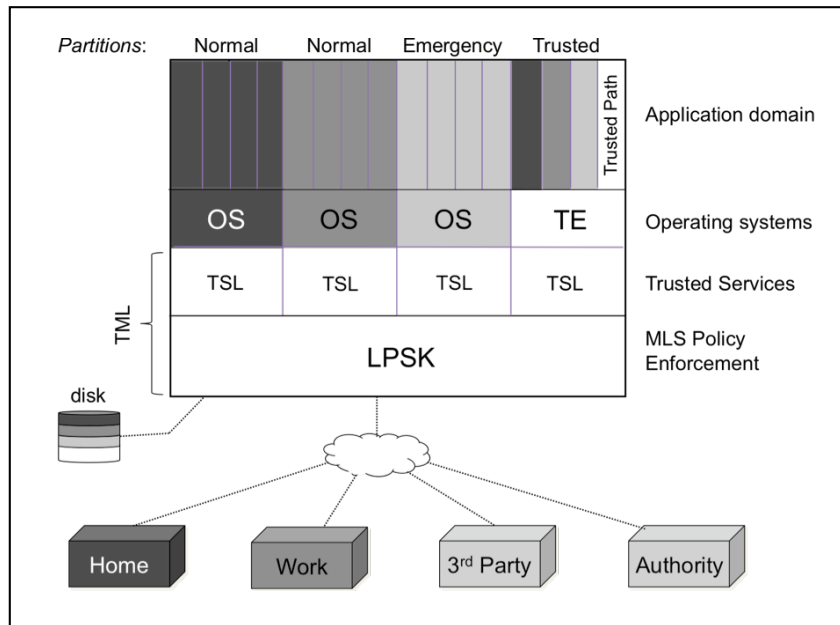 Partitions: Normal Normal Emergency Trusted
Trusted Path
Application domain
OS OS OS TE Operating systems
TSL TSL TSL TSL Trusted Services
TML
LPSK
MLS Policy
Enforcement
disk
Home Work 3rd Party Authority